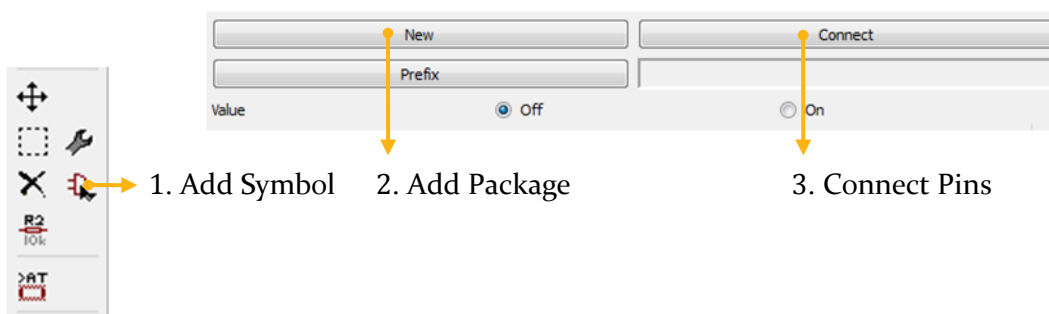 New
Connect
Prefix
Value
Off
On
1. Add Symbol
2. Add Package
3. Connect Pins
R2
10k
>AT